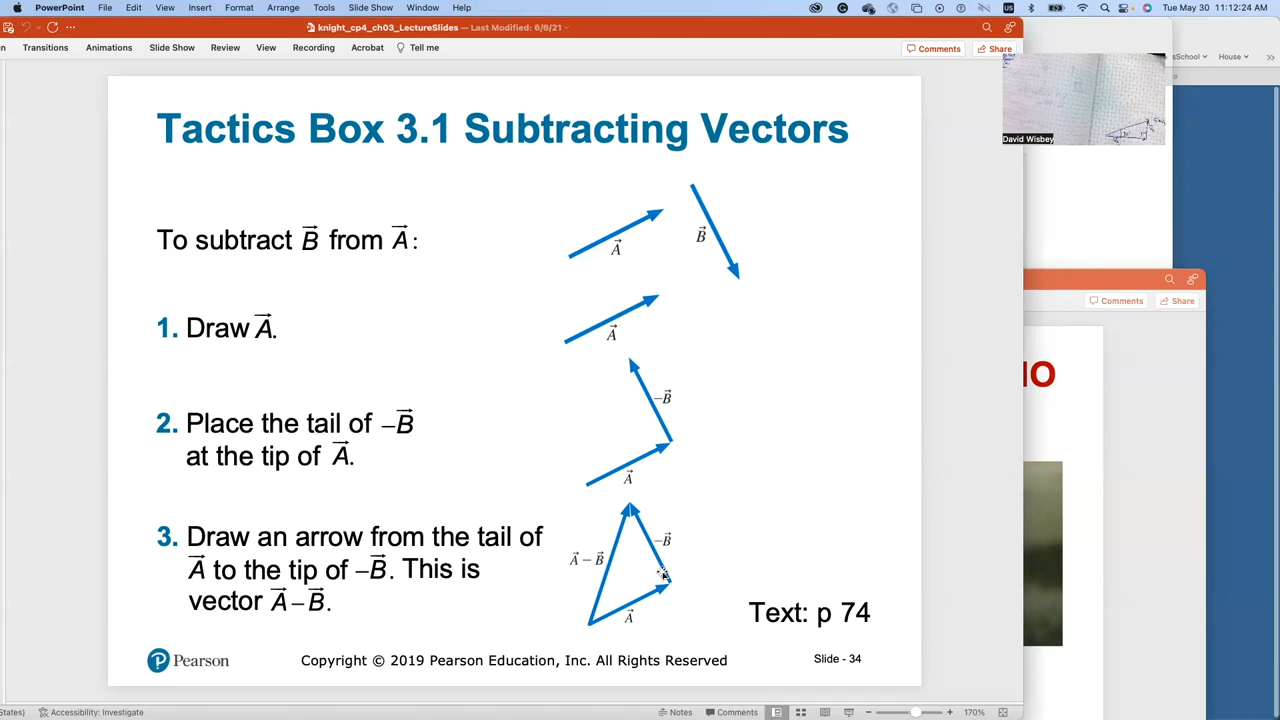 PowerPoint File Edit View Insert Format Arrange Tools Slide Show Window Help Tue May 30 11:12:24 AM
knight_cp4_ch03_LectureSlides — Last Modified: 6/6/21
Transitions Animations Slide Show Review View Recording Acrobat Tell me Comments Share
House
David Wisbey
Tactics Box 3.1 Subtracting Vectors
To subtract B⃗ from A⃗:
A⃗
B⃗
1. Draw A⃗.
A⃗
2. Place the tail of −B⃗
at the tip of A⃗.
−B⃗
A⃗
3. Draw an arrow from the tail of
A⃗ to the tip of −B⃗. This is
vector A⃗ − B⃗.
−B⃗
A⃗ − B⃗
A⃗
Text: p 74
Pearson
Copyright © 2019 Pearson Education, Inc. All Rights Reserved
Slide - 34
Comments Share
IO
States) Accessibility: Investigate Notes Comments 170%